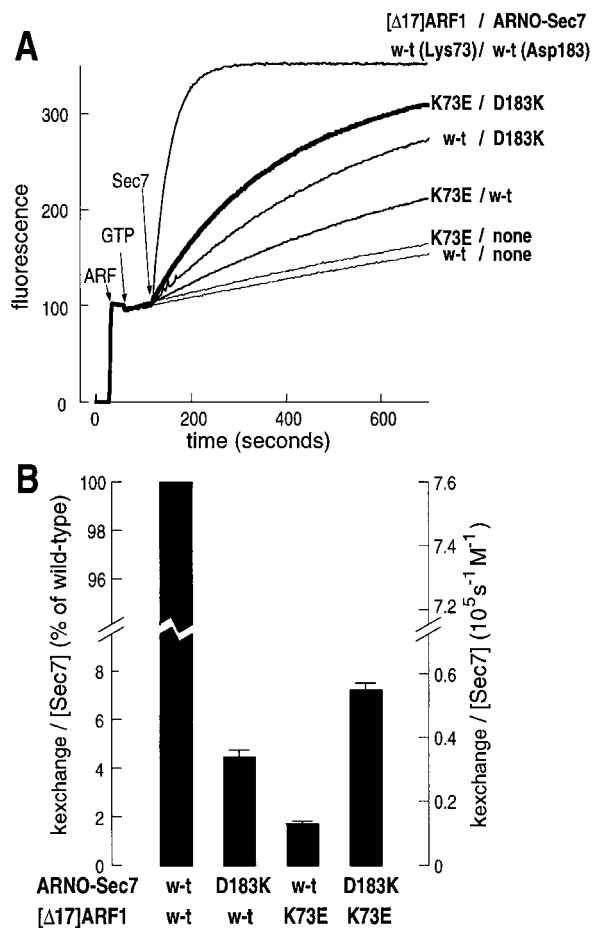 [Δ17]ARF1 / ARNO-Sec7
A
w-t (Lys73) / w-t (Asp183)
300
K73E / D183K
w-t / D183K
Sec7
fluorescence
200
K73E / w-t
GTP
K73E / none
w-t / none
ARF
100
0
0 200 400 600
time (seconds)
B
kexchange / [Sec7] (% of wild-type)
100
98
96
8
6
4
2
0
7.6
7.4
7.2
0.6
0.4
0.2
0
kexchange / [Sec7] (10⁵s⁻¹M⁻¹)
ARNO-Sec7 w-t D183K w-t D183K
[Δ17]ARF1 w-t w-t K73E K73E